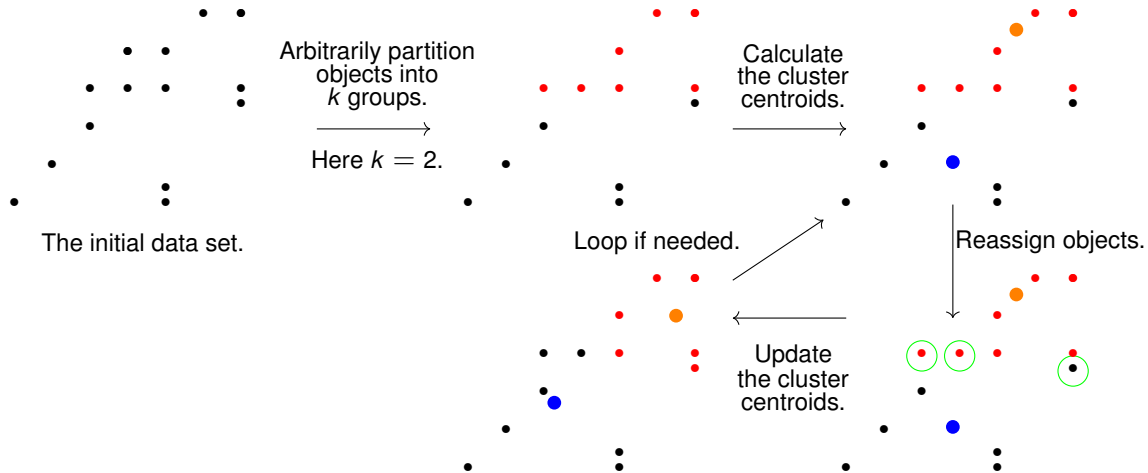 Arbitrarily partition
objects into
k groups.
Here k = 2.
Calculate
the cluster
centroids.
The initial data set.
Loop if needed.
Reassign objects.
Update
the cluster
centroids.